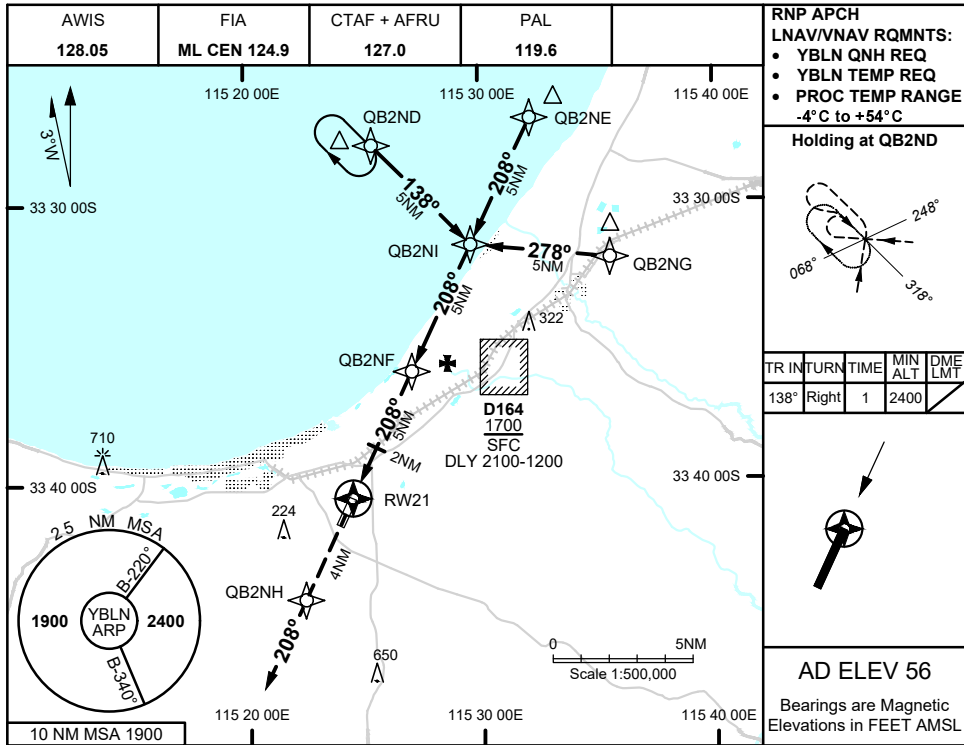 AWIS
128.05
FIA
ML CEN 124.9
CTAF + AFRU
127.0
PAL
119.6
RNP APCH
LNAV/VNAV RQMNTS:
• YBLN QNH REQ
• YBLN TEMP REQ
• PROC TEMP RANGE
-4°C to +54°C
115 20 00E
115 30 00E
115 40 00E
3°W
QB2ND
QB2NE
138°
5NM
208°
5NM
33 30 00S
33 30 00S
QB2NI
278°
5NM
QB2NG
208°
5NM
322
QB2NF
D164
1700
SFC
DLY 2100-1200
208°
5NM
2NM
710
33 40 00S
33 40 00S
RW21
224
4NM
QB2NH
208°
650
2.5 NM MSA
B-220°
1900
YBLN
ARP
2400
B-340°
10 NM MSA 1900
0
5NM
Scale 1:500,000
115 20 00E
115 30 00E
115 40 00E
Holding at QB2ND
248°
068°
318°
TR IN TURN TIME MIN ALT DME LMT
138° Right 1 2400
AD ELEV 56
Bearings are Magnetic
Elevations in FEET AMSL